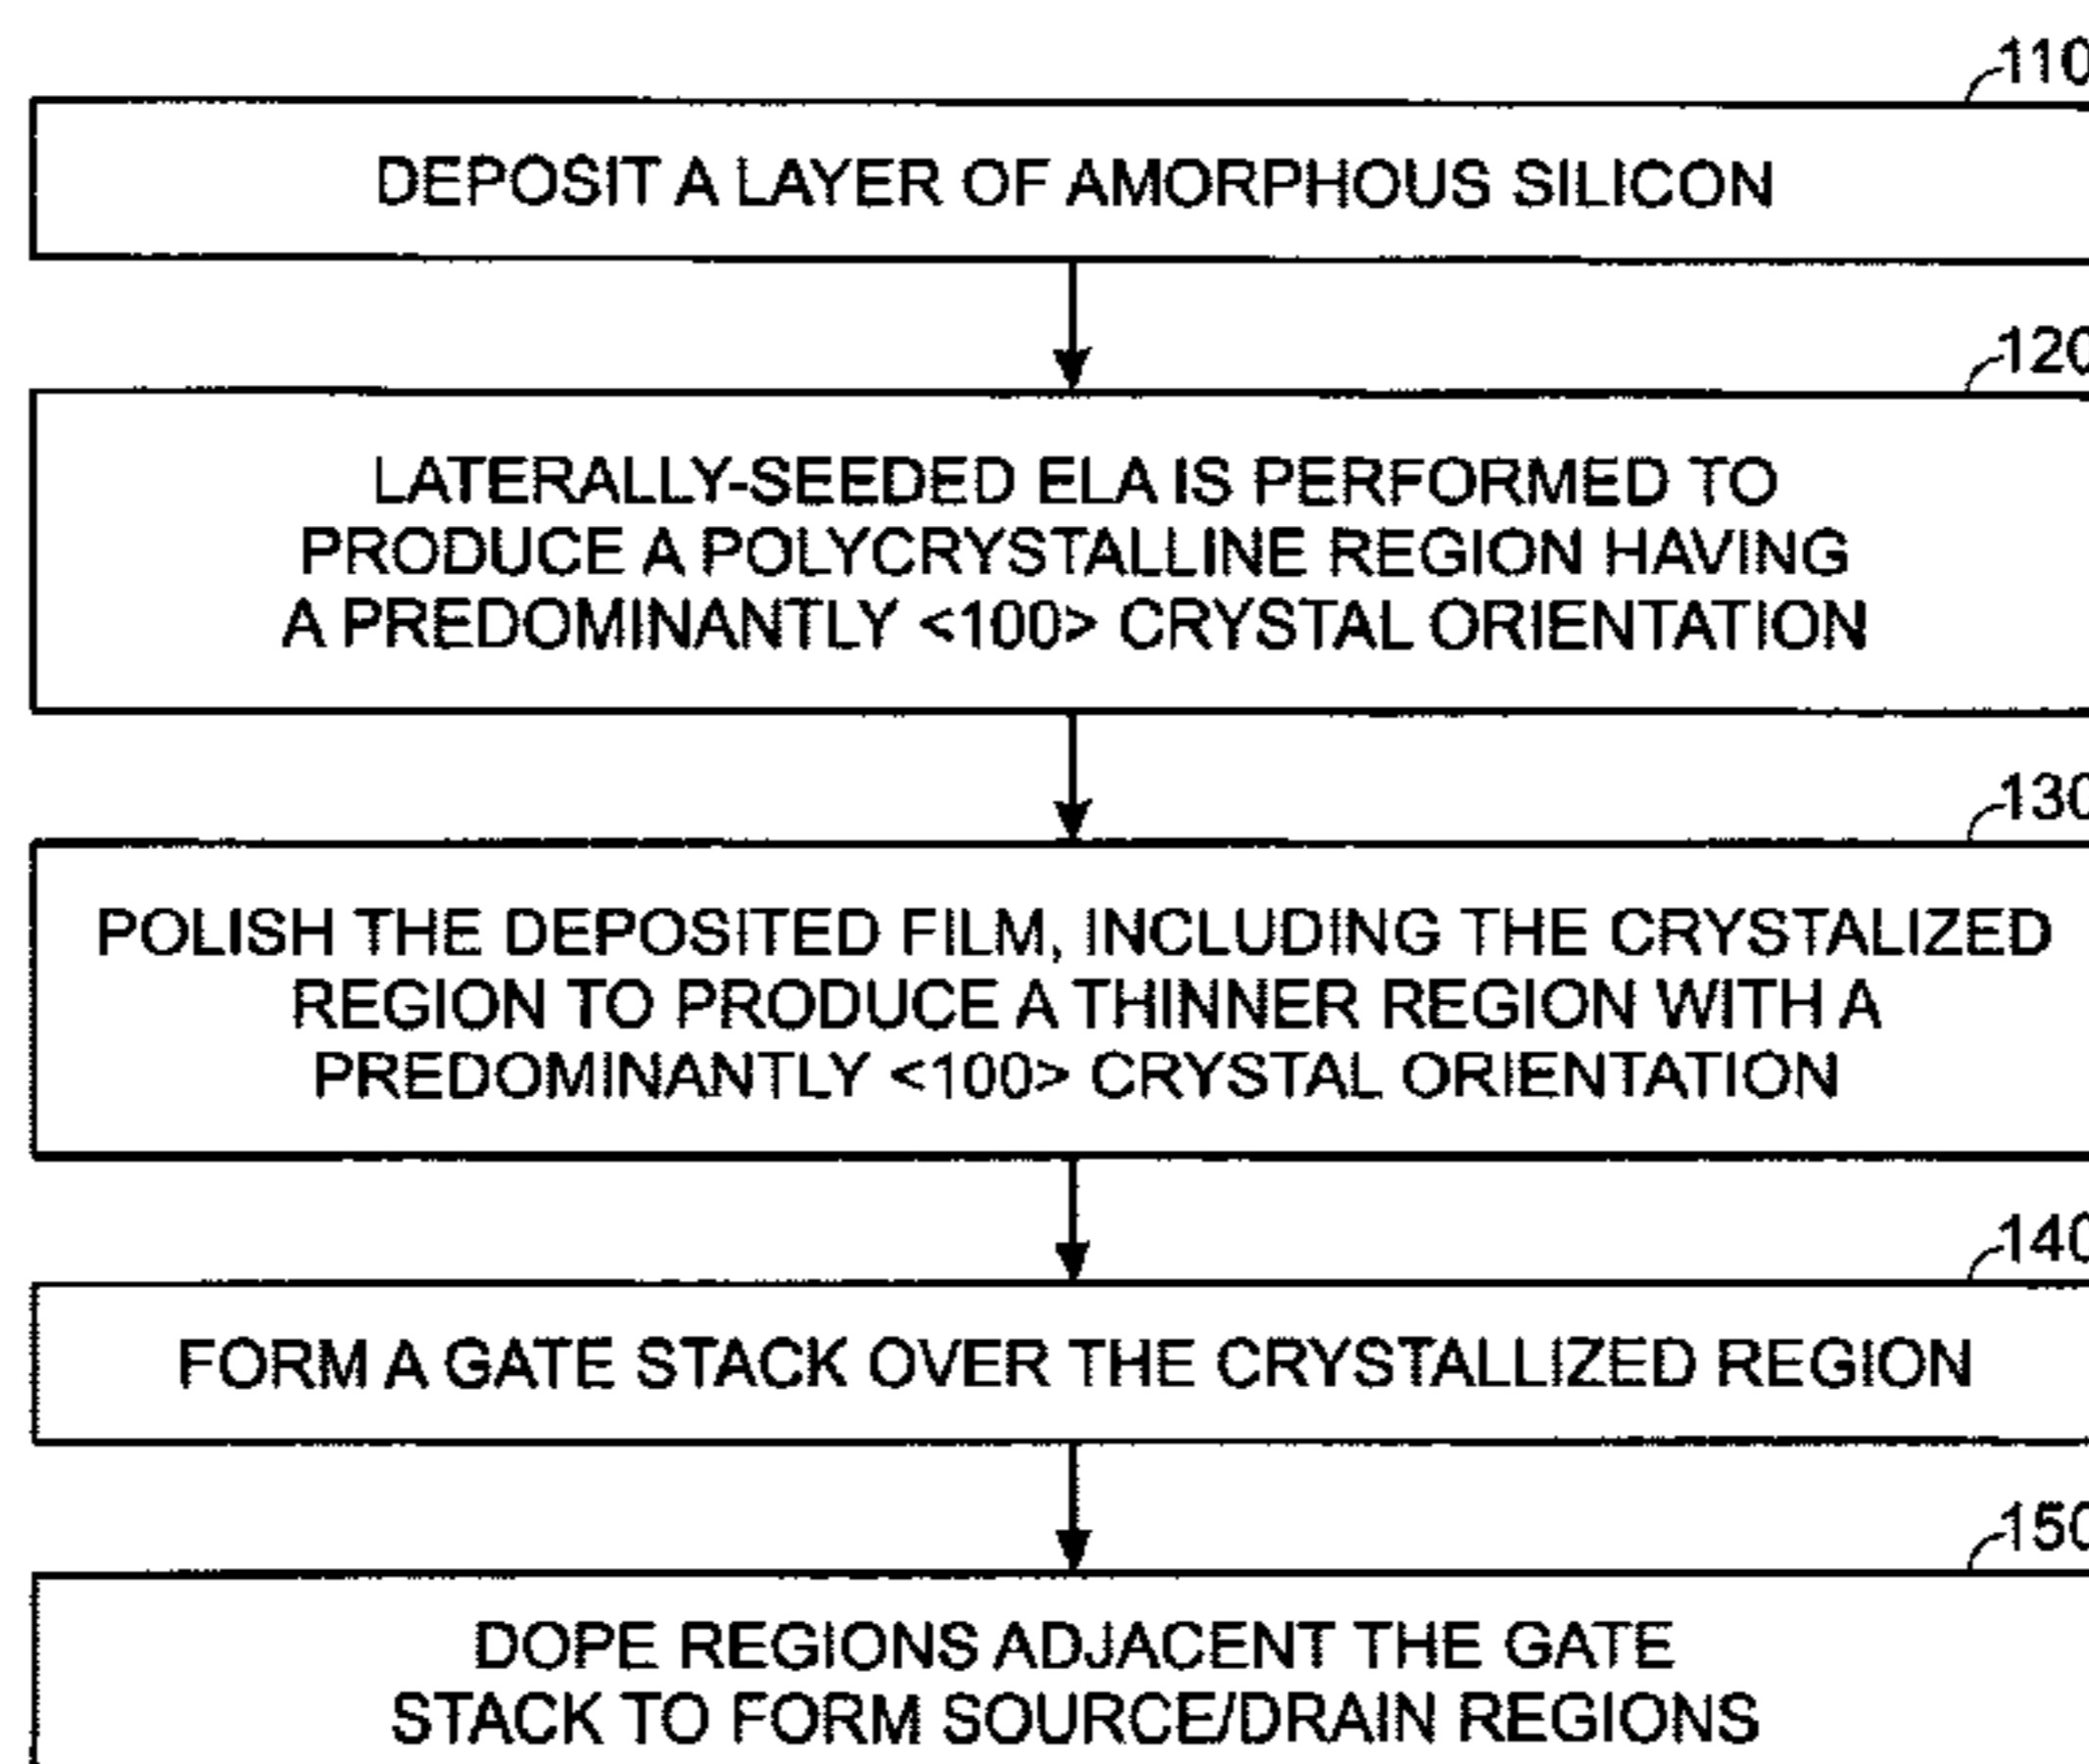 110
DEPOSIT A LAYER OF AMORPHOUS SILICON
120
LATERALLY-SEEDED ELA IS PERFORMED TO
PRODUCE A POLYCRYSTALLINE REGION HAVING
A PREDOMINANTLY <100> CRYSTAL ORIENTATION
130
POLISH THE DEPOSITED FILM, INCLUDING THE CRYSTALIZED
REGION TO PRODUCE A THINNER REGION WITH A
PREDOMINANTLY <100> CRYSTAL ORIENTATION
140
FORM A GATE STACK OVER THE CRYSTALLIZED REGION
150
DOPE REGIONS ADJACENT THE GATE
STACK TO FORM SOURCE/DRAIN REGIONS